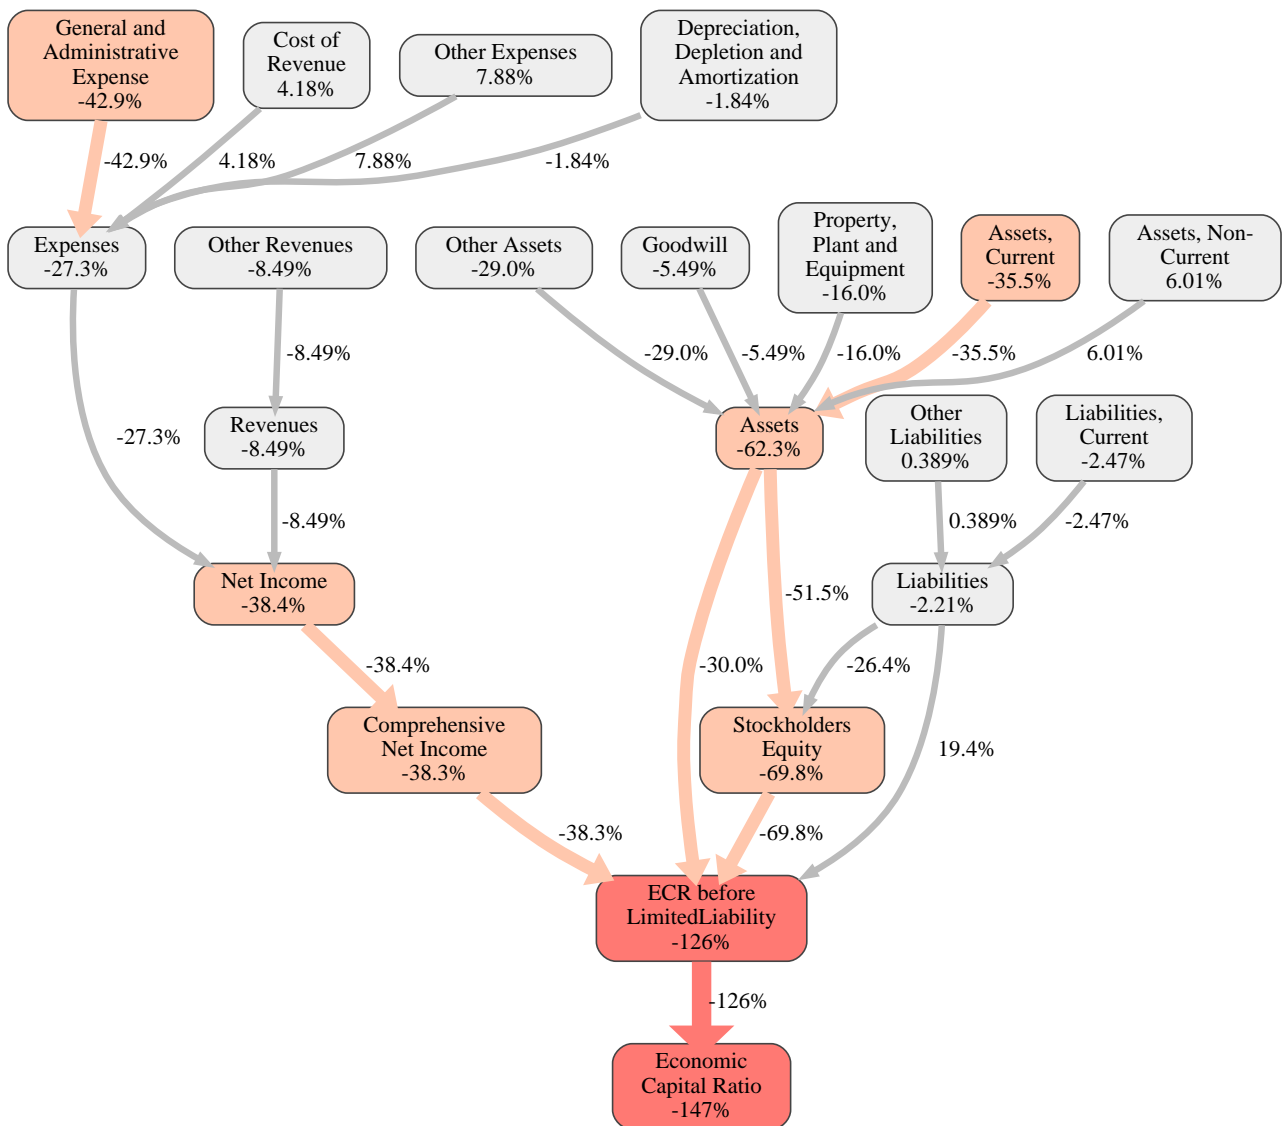 General and
Administrative
Expense
-42.9%
Cost of
Revenue
4.18%
Other Expenses
7.88%
Depreciation,
Depletion and
Amortization
-1.84%
-42.9%
4.18%
7.88%
-1.84%
Expenses
-27.3%
Other Revenues
-8.49%
Other Assets
-29.0%
Goodwill
-5.49%
Property,
Plant and
Equipment
-16.0%
Assets,
Current
-35.5%
Assets, Non-
Current
6.01%
-8.49%
-29.0%
-5.49%
-16.0%
-35.5%
6.01%
-27.3%
Revenues
-8.49%
Assets
-62.3%
Other
Liabilities
0.389%
Liabilities,
Current
-2.47%
-8.49%
0.389%
-2.47%
Net Income
-38.4%
-51.5%
Liabilities
-2.21%
-38.4%
-30.0%
-26.4%
Comprehensive
Net Income
-38.3%
Stockholders
Equity
-69.8%
19.4%
-38.3%
-69.8%
ECR before
LimitedLiability
-126%
-126%
Economic
Capital Ratio
-147%